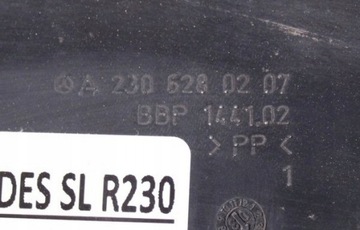 A 230 628 02 07
BBP 1441.02
>PP<
1
DES SL R230